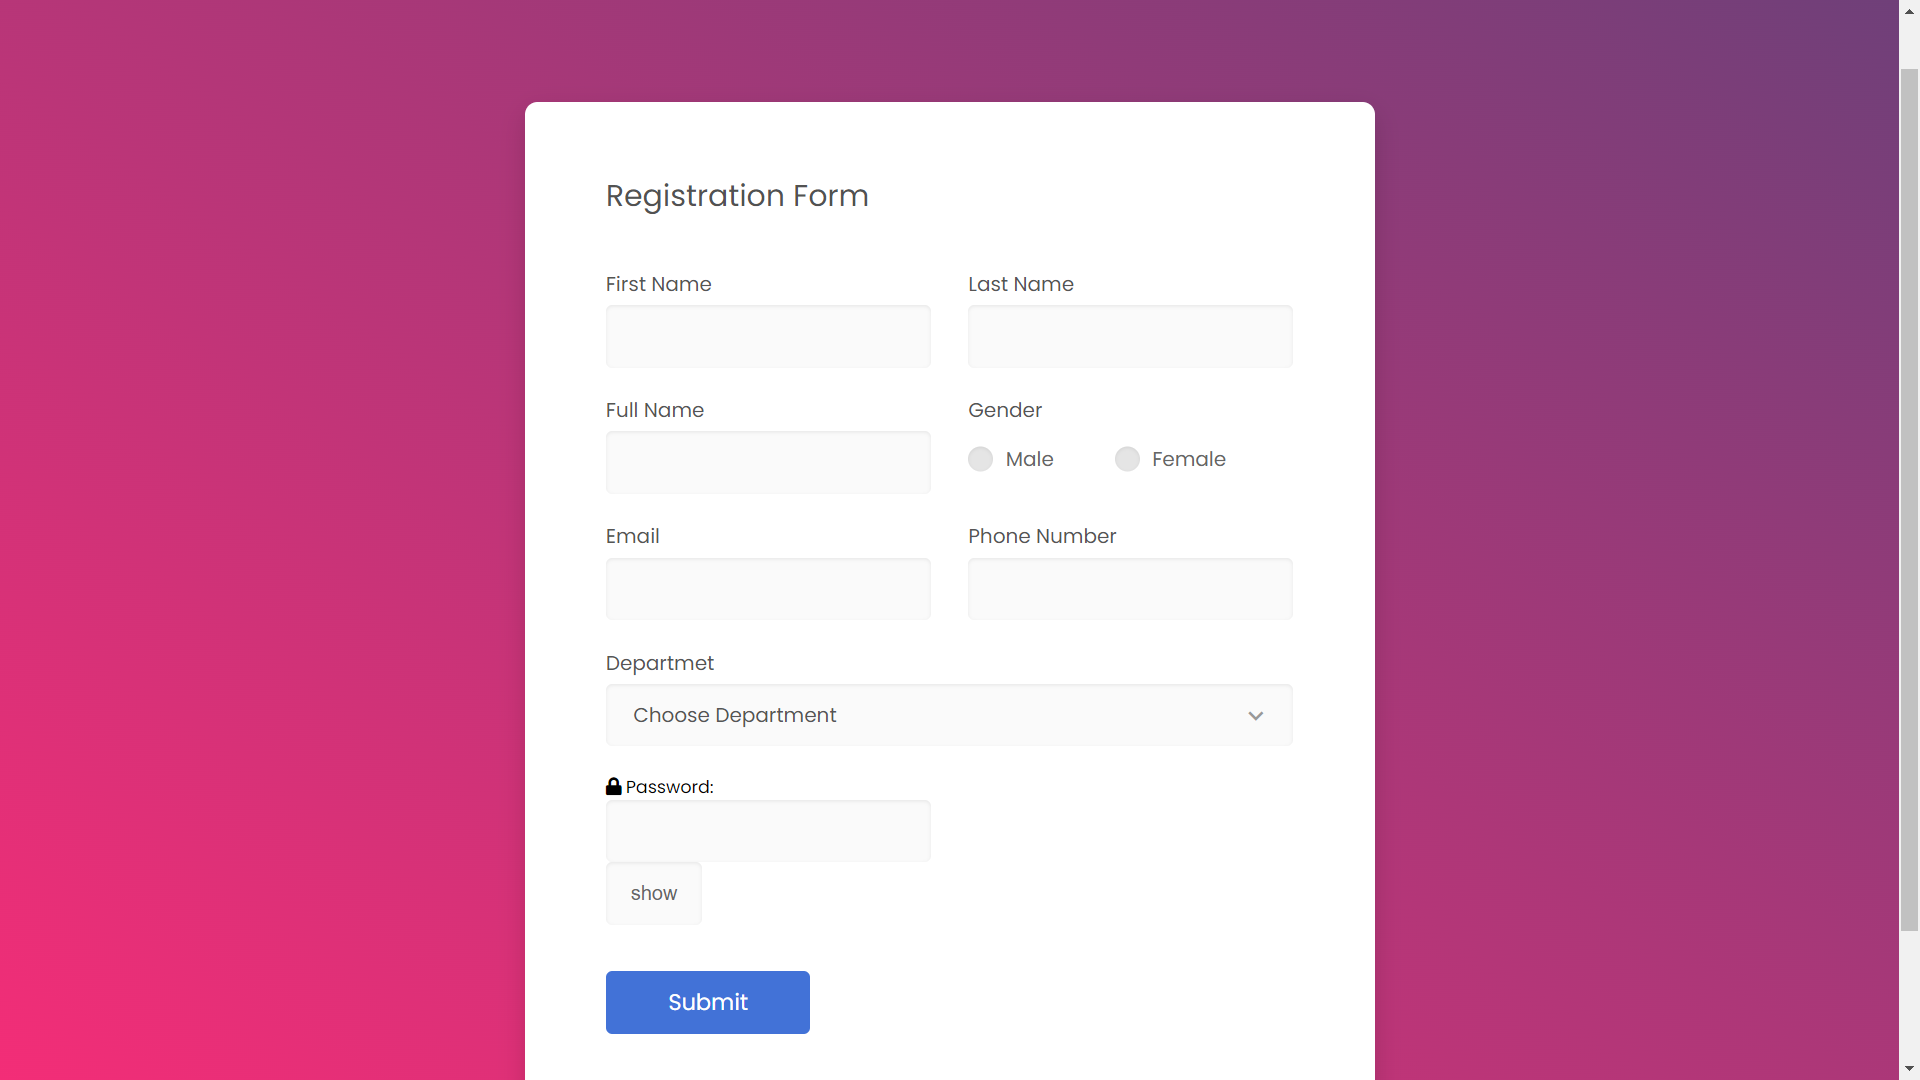 Registration Form
First Name
Last Name
Full Name
Gender
Male
Female
Email
Phone Number
Departmet
Choose Department
Password:
show
Submit